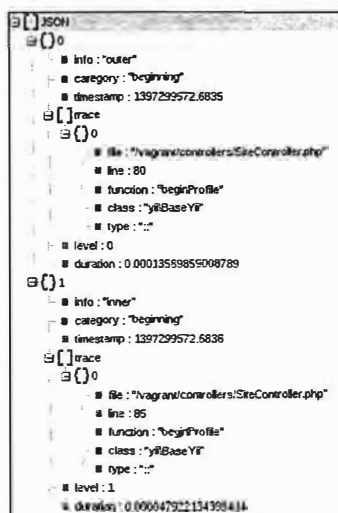 JSON
0
info : "outer"
category : "beginning"
timestamp : 1397299572.6835
trace
0
file : "/vagrant/controllers/SiteController.php"
line : 80
function : "beginProfile"
class : "yii\BaseYii"
type : "::"
level : 0
duration : 0.00013589859008789
1
info : "inner"
category : "beginning"
timestamp : 1397299572.6836
trace
0
file : "/vagrant/controllers/SiteController.php"
line : 85
function : "beginProfile"
class : "yii\BaseYii"
type : "::"
level : 1
duration :